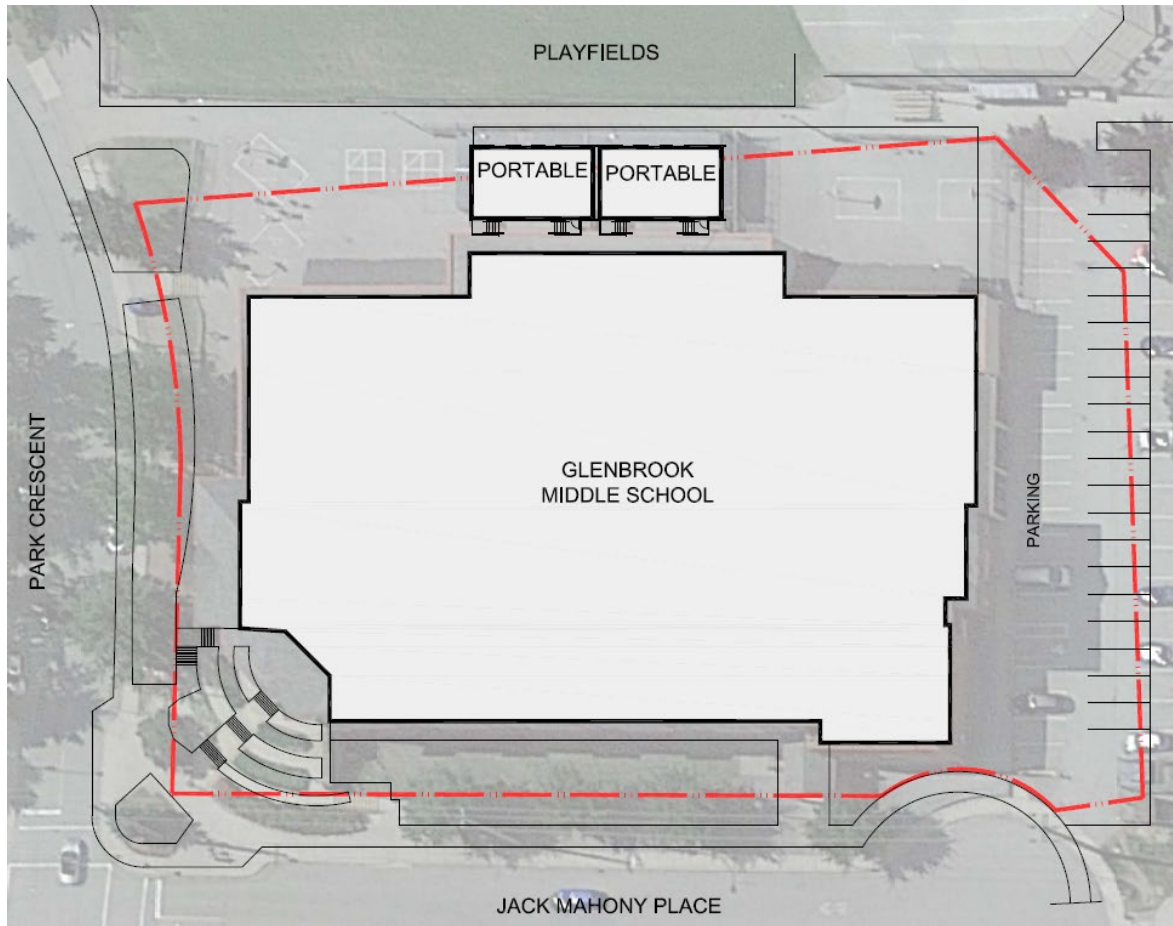 PLAYFIELDS
PORTABLE
PORTABLE
GLENBROOK
MIDDLE SCHOOL
PARK CRESCENT
PARKING
JACK MAHONY PLACE